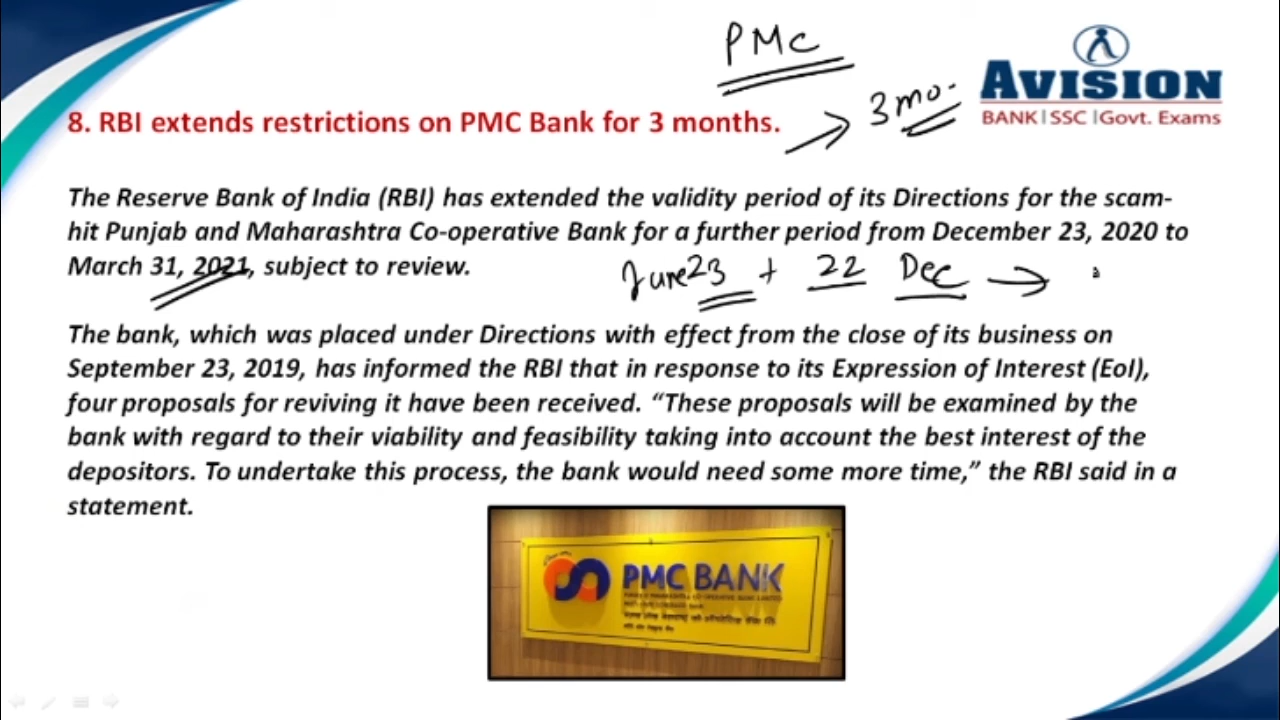 PMC
3 mo.
AVISION
BANK | SSC | Govt. Exams
8. RBI extends restrictions on PMC Bank for 3 months.
The Reserve Bank of India (RBI) has extended the validity period of its Directions for the scam-
hit Punjab and Maharashtra Co-operative Bank for a further period from December 23, 2020 to
March 31, 2021, subject to review.
June 23 + 22 Dec →
The bank, which was placed under Directions with effect from the close of its business on
September 23, 2019, has informed the RBI that in response to its Expression of Interest (EoI),
four proposals for reviving it have been received. “These proposals will be examined by the
bank with regard to their viability and feasibility taking into account the best interest of the
depositors. To undertake this process, the bank would need some more time,” the RBI said in a
statement.
PMC BANK